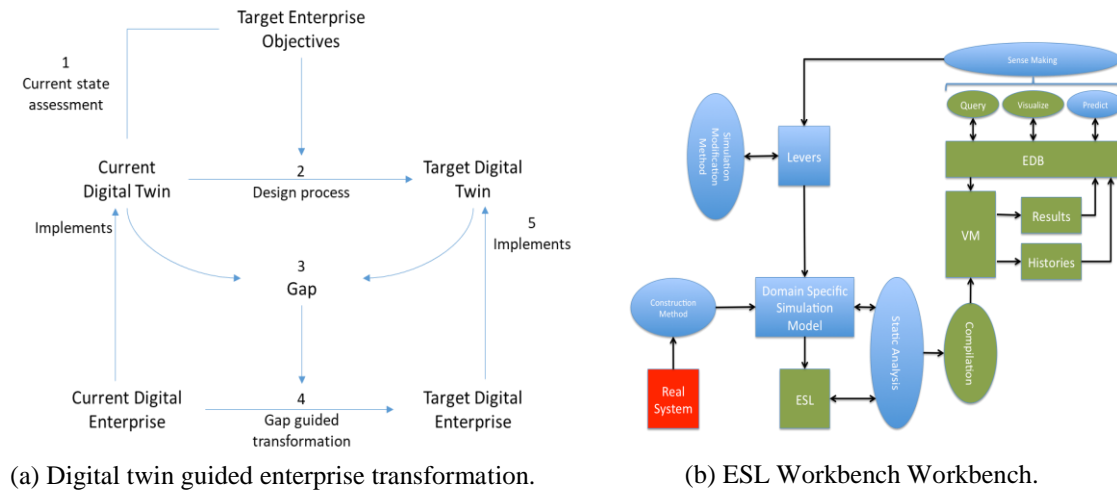 Target Enterprise
Objectives
1
Current state
assessment
Current
Digital Twin
2
Design process
Target Digital
Twin
Implements
5
Implements
3
Gap
Current Digital
Enterprise
4
Gap guided
transformation
Target Digital
Enterprise
(a) Digital twin guided enterprise transformation.
Sense Making
Query
Visualize
Predict
Simulation
Modification
Method
Levers
EDB
VM
Results
Histories
Construction
Method
Domain Specific
Simulation
Model
Static Analysis
Compilation
Real
System
ESL
(b) ESL Workbench Workbench.